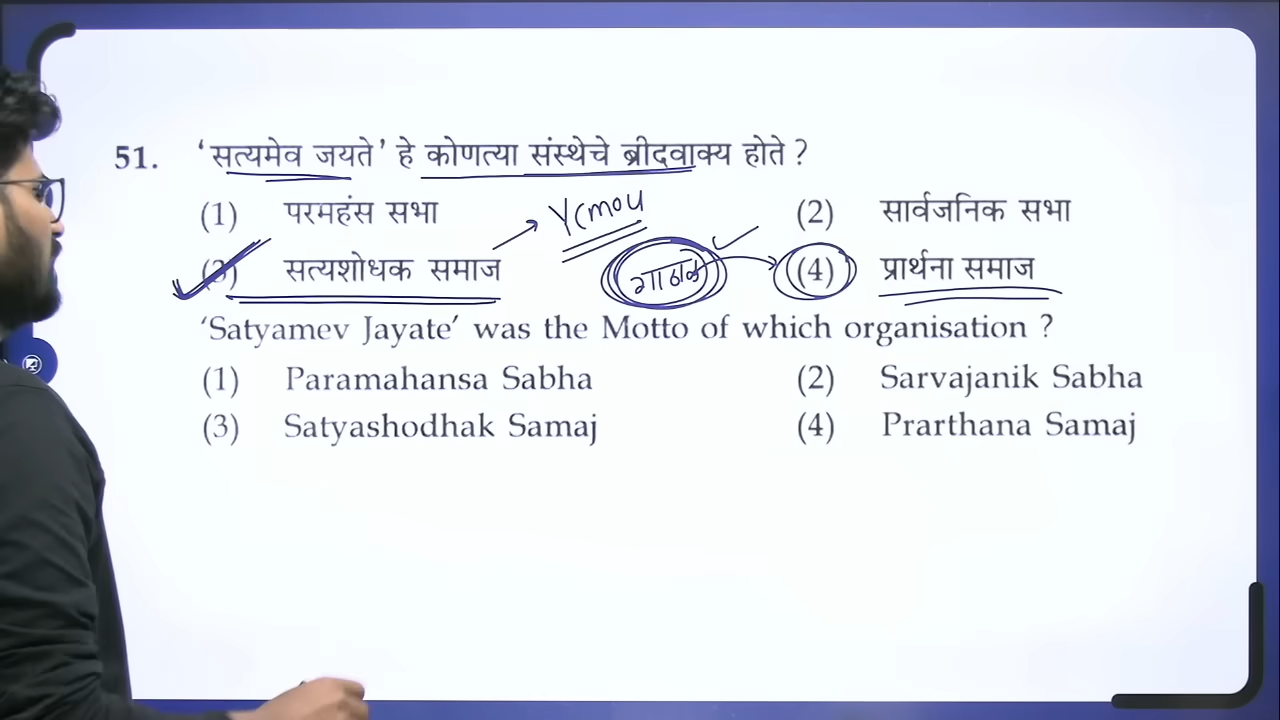 51. 'सत्यमेव जयते' हे कोणत्या संस्थेचे ब्रीदवाक्य होते ?
(1) परमहंस सभा (2) सार्वजनिक सभा
YCMOU
(3) सत्यशोधक समाज (4) प्रार्थना समाज
गाठाळ
'Satyamev Jayate' was the Motto of which organisation ?
(1) Paramahansa Sabha (2) Sarvajanik Sabha
(3) Satyashodhak Samaj (4) Prarthana Samaj